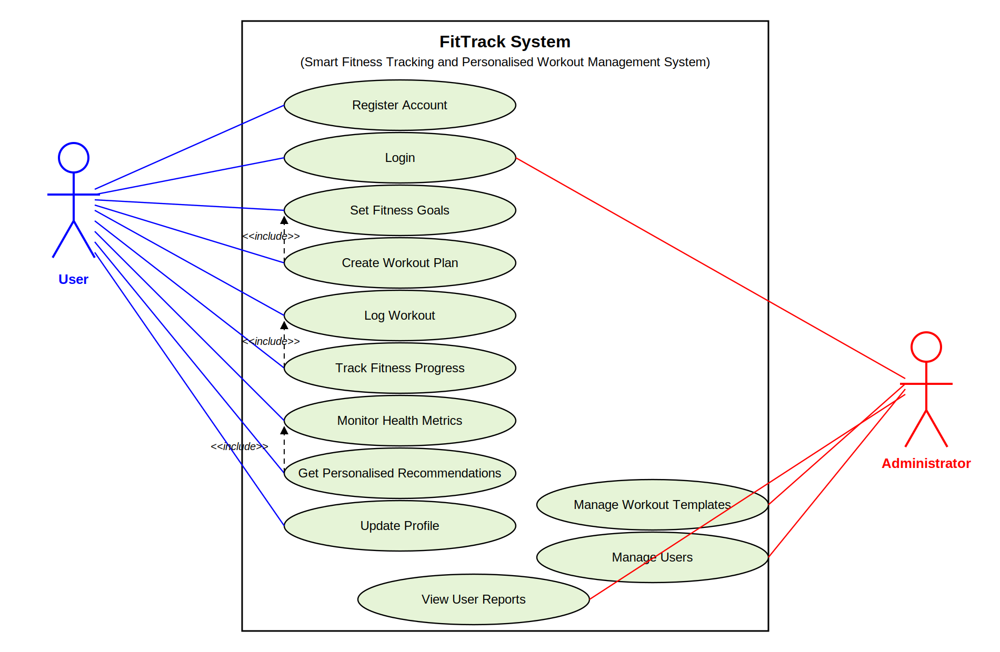 FitTrack System
(Smart Fitness Tracking and Personalised Workout Management System)
Register Account
Login
Set Fitness Goals
<<include>>
Create Workout Plan
User
Log Workout
<<include>>
Track Fitness Progress
Monitor Health Metrics
<<include>>
Administrator
Get Personalised Recommendations
Manage Workout Templates
Update Profile
Manage Users
View User Reports